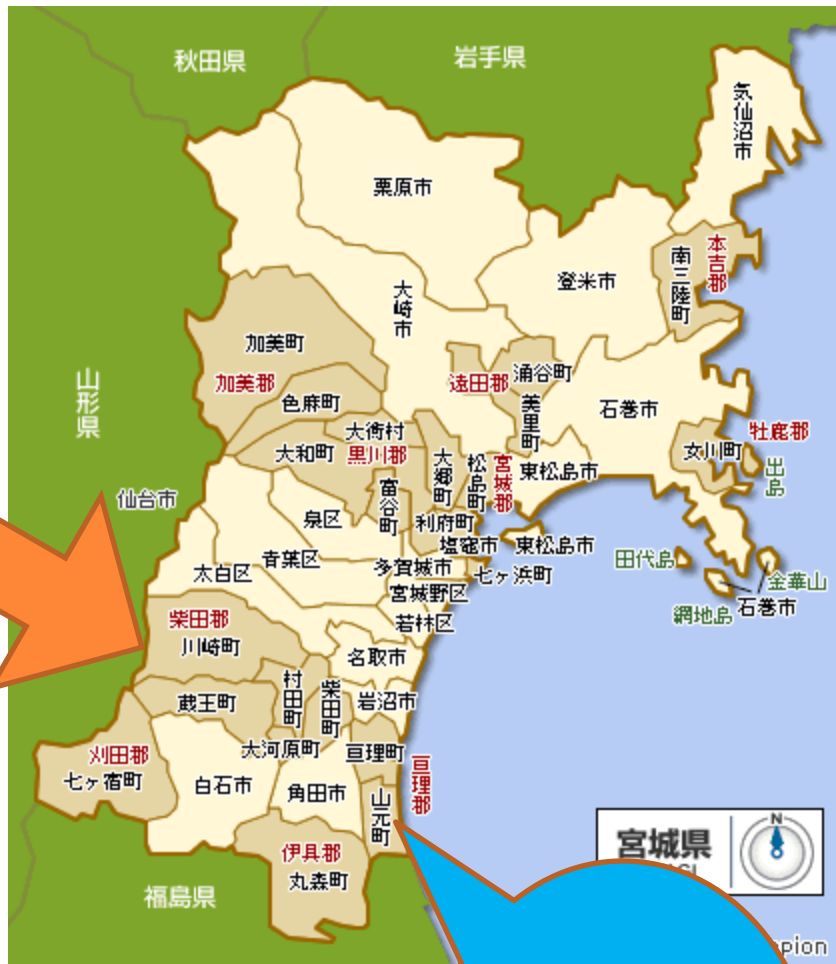 秋田県
岩手県
気仙沼市
栗原市
本吉郡
南三陸町
登米市
大崎市
加美町
山形県
加美郡
遠田郡
涌谷町
色麻町
美里町
石巻市
大衡村
牡鹿郡
大和町
黒川郡
大郷町
松島町
宮城郡
東松島市
女川町
出島
仙台市
富谷町
泉区
利府町
塩竈市
東松島市
青葉区
田代島
太白区
多賀城市
七ヶ浜町
金華山
宮城野区
石巻市
網地島
柴田郡
若林区
川崎町
名取市
村田町
柴田町
蔵王町
岩沼市
大河原町
亘理町
刈田郡
亘理郡
七ヶ宿町
白石市
角田市
山元町
N
宮城県
伊具郡
丸森町
福島県
pion